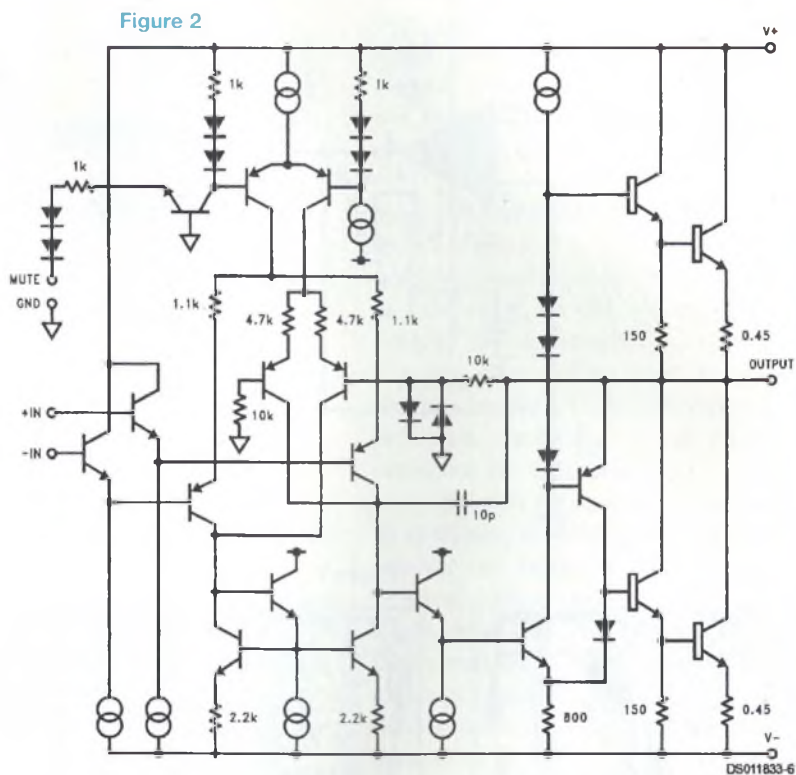 Figure 2
V+
1k
1k
1k
MUTE
GND
1.1k
4.7k
4.7k
1.1k
150
0.45
10k
OUTPUT
+IN
10k
-IN
10p
2.2k
2.2k
800
150
0.45
V-
DS011833-6